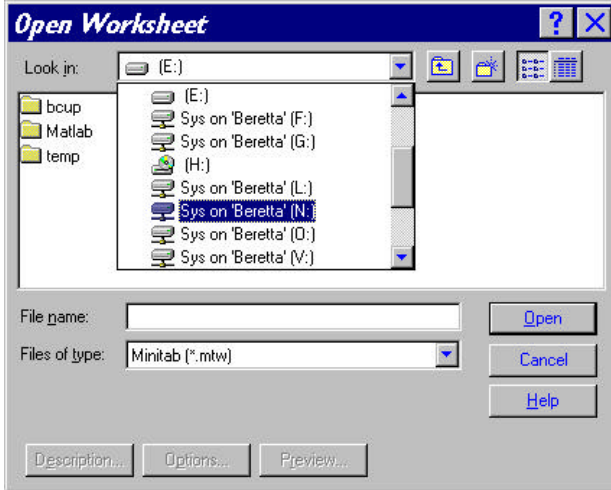 Open Worksheet
Look in: (E:)
bcup
Matlab
temp
(E:)
Sys on 'Beretta' (F:)
Sys on 'Beretta' (G:)
(H:)
Sys on 'Beretta' (L:)
Sys on 'Beretta' (N:)
Sys on 'Beretta' (O:)
Sys on 'Beretta' (V:)
File name:
Open
Files of type: Minitab (*.mtw)
Cancel
Help
Description... Options... Preview...